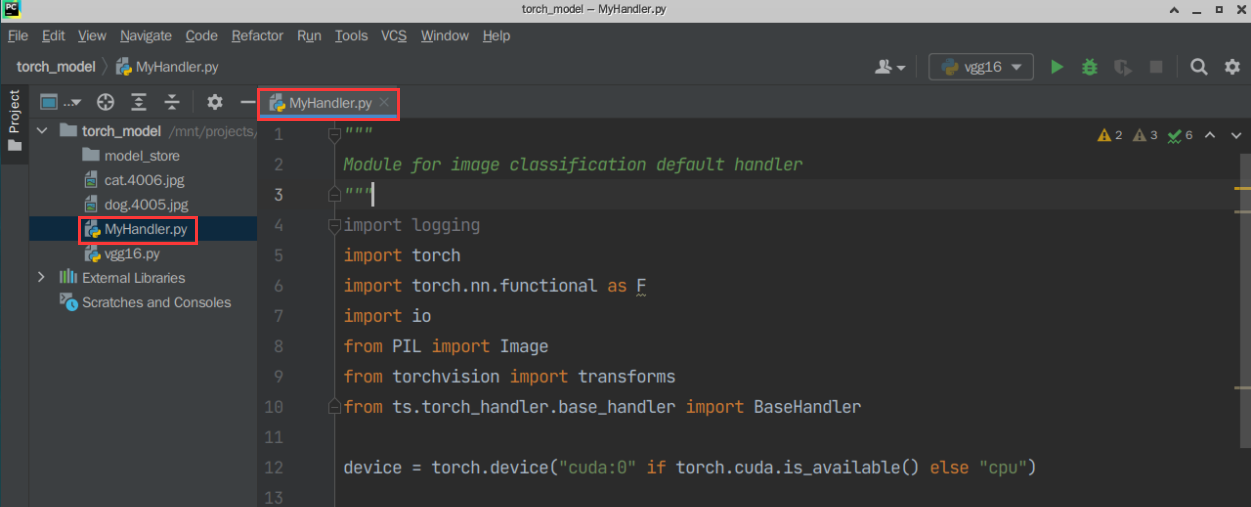 PC
torch_model – MyHandler.py
File Edit View Navigate Code Refactor Run Tools VCS Window Help
torch_model MyHandler.py vgg16
Project
...
MyHandler.py
torch_model /mnt/projects/
model_store
cat.4006.jpg
dog.4005.jpg
MyHandler.py
vgg16.py
External Libraries
Scratches and Consoles
2 3 6
1 """
2 Module for image classification default handler
3 """
4 import logging
5 import torch
6 import torch.nn.functional as F
7 import io
8 from PIL import Image
9 from torchvision import transforms
10 from ts.torch_handler.base_handler import BaseHandler
11
12 device = torch.device("cuda:0" if torch.cuda.is_available() else "cpu")
13